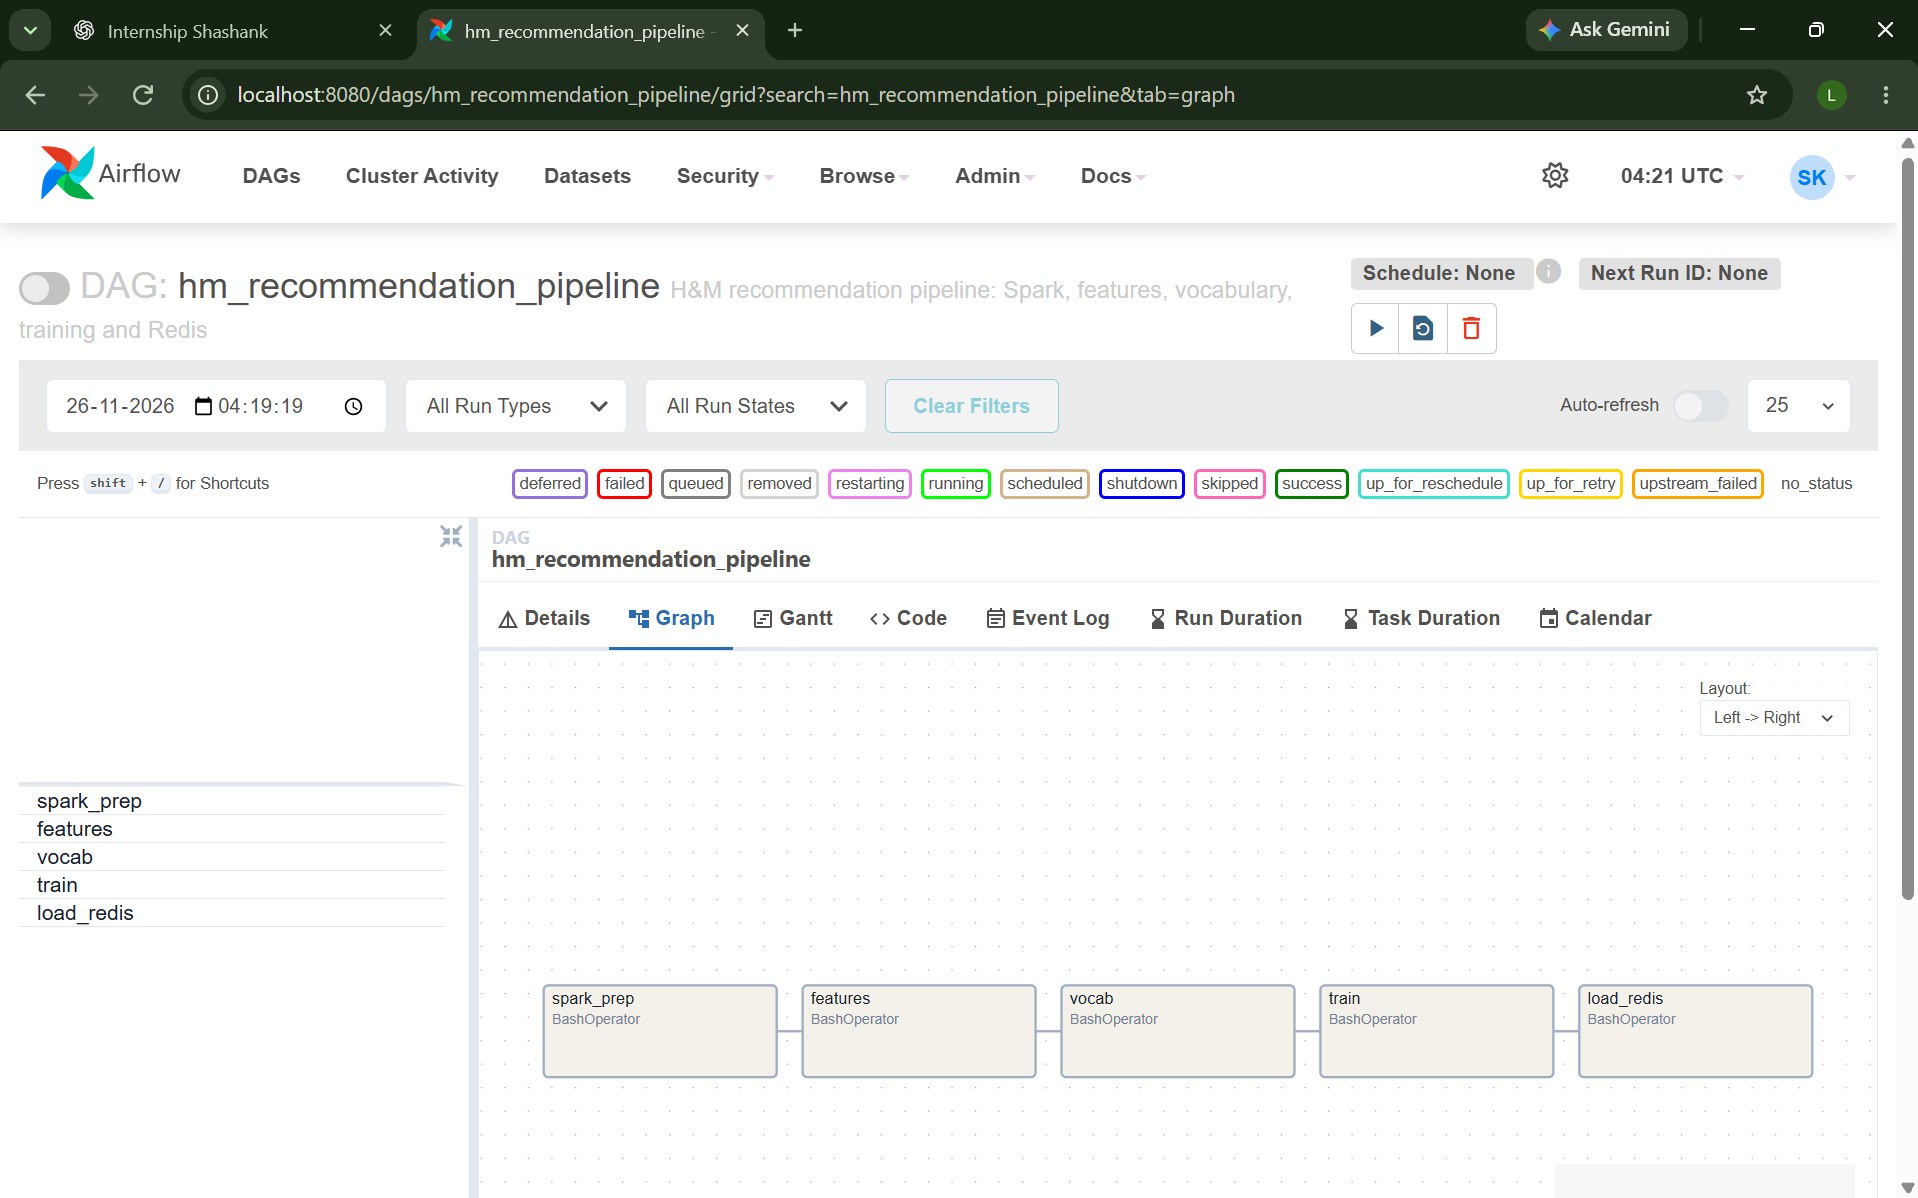 Internship Shashank
hm_recommendation_pipeline -
Ask Gemini
localhost:8080/dags/hm_recommendation_pipeline/grid?search=hm_recommendation_pipeline&tab=graph
L
Airflow
DAGs
Cluster Activity
Datasets
Security
Browse
Admin
Docs
04:21 UTC
SK
DAG: hm_recommendation_pipeline H&M recommendation pipeline: Spark, features, vocabulary,
training and Redis
Schedule: None
Next Run ID: None
26-11-2026 04:19:19
All Run Types
All Run States
Clear Filters
Auto-refresh
25
Press shift + / for Shortcuts
deferred
failed
queued
removed
restarting
running
scheduled
shutdown
skipped
success
up_for_reschedule
up_for_retry
upstream_failed
no_status
DAG
hm_recommendation_pipeline
Details
Graph
Gantt
Code
Event Log
Run Duration
Task Duration
Calendar
Layout:
Left -> Right
spark_prep
features
vocab
train
load_redis
spark_prep
BashOperator
features
BashOperator
vocab
BashOperator
train
BashOperator
load_redis
BashOperator